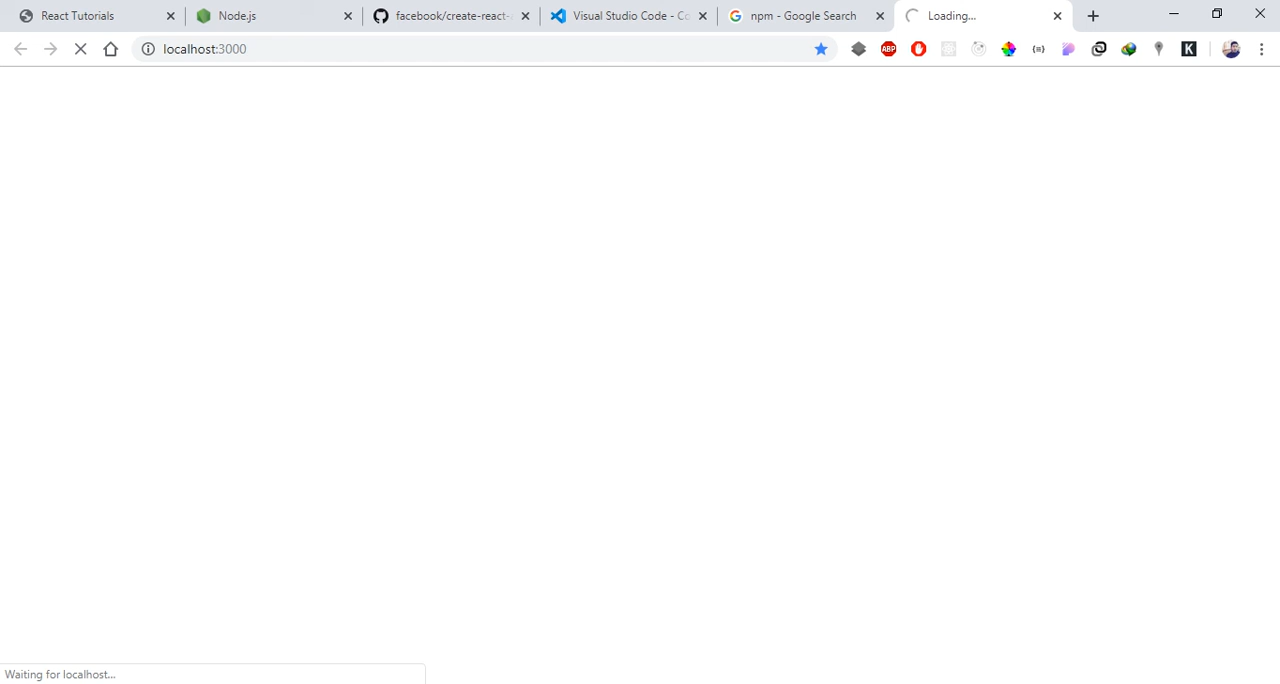 React Tutorials
Node.js
facebook/create-react-
Visual Studio Code - Co
npm - Google Search
Loading...
localhost:3000
ABP
K
Waiting for localhost...